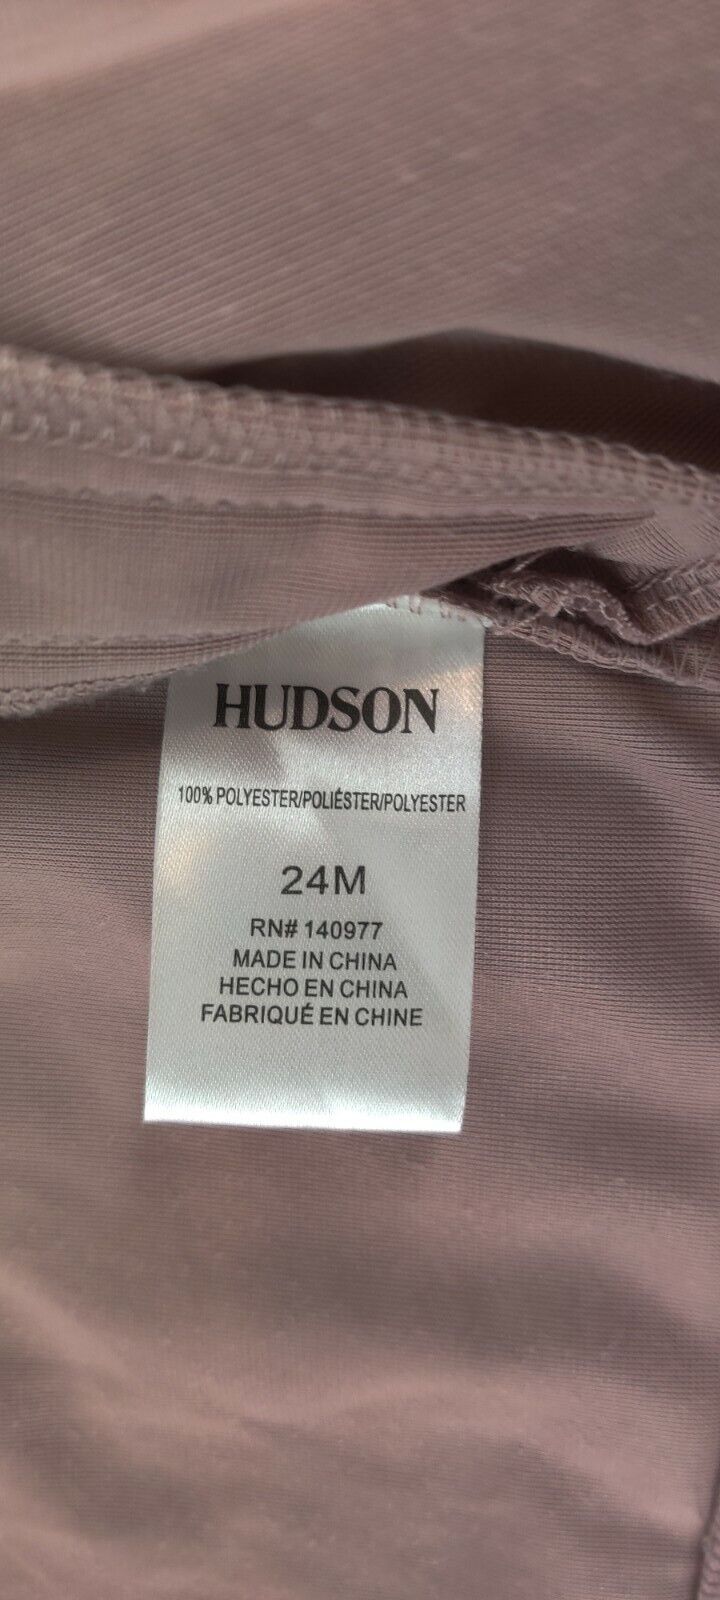 HUDSON
100% POLYESTER/POLIÉSTER/POLYESTER
24M
RN# 140977
MADE IN CHINA
HECHO EN CHINA
FABRIQUÉ EN CHINE